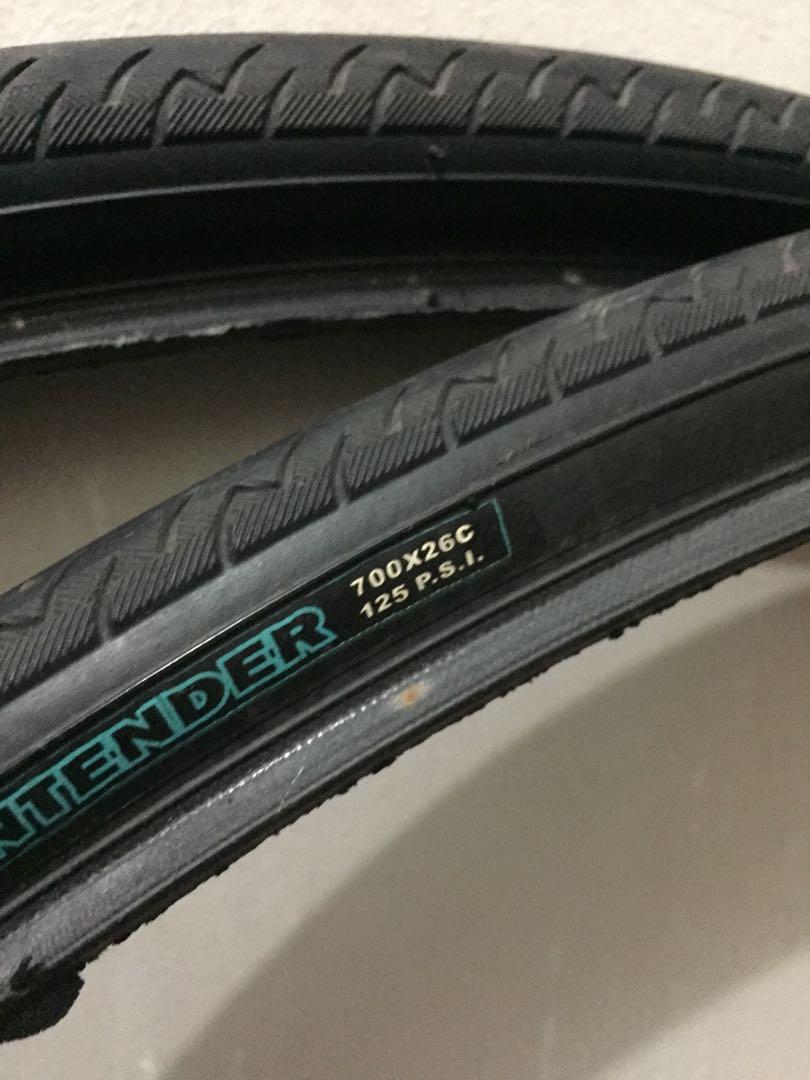 NTENDER
700X26C
125 P.S.I.